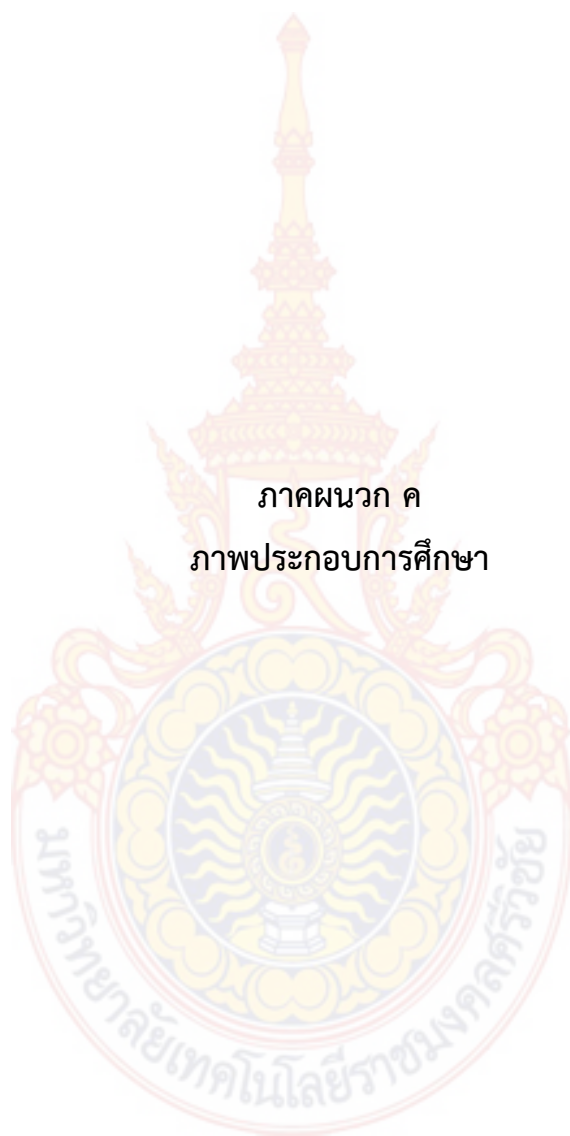 ภาคผนวก ค
ภาพประกอบการศึกษา
มหาวิทยาลัยเทคโนโลยีราชมงคลศรีวิชัย